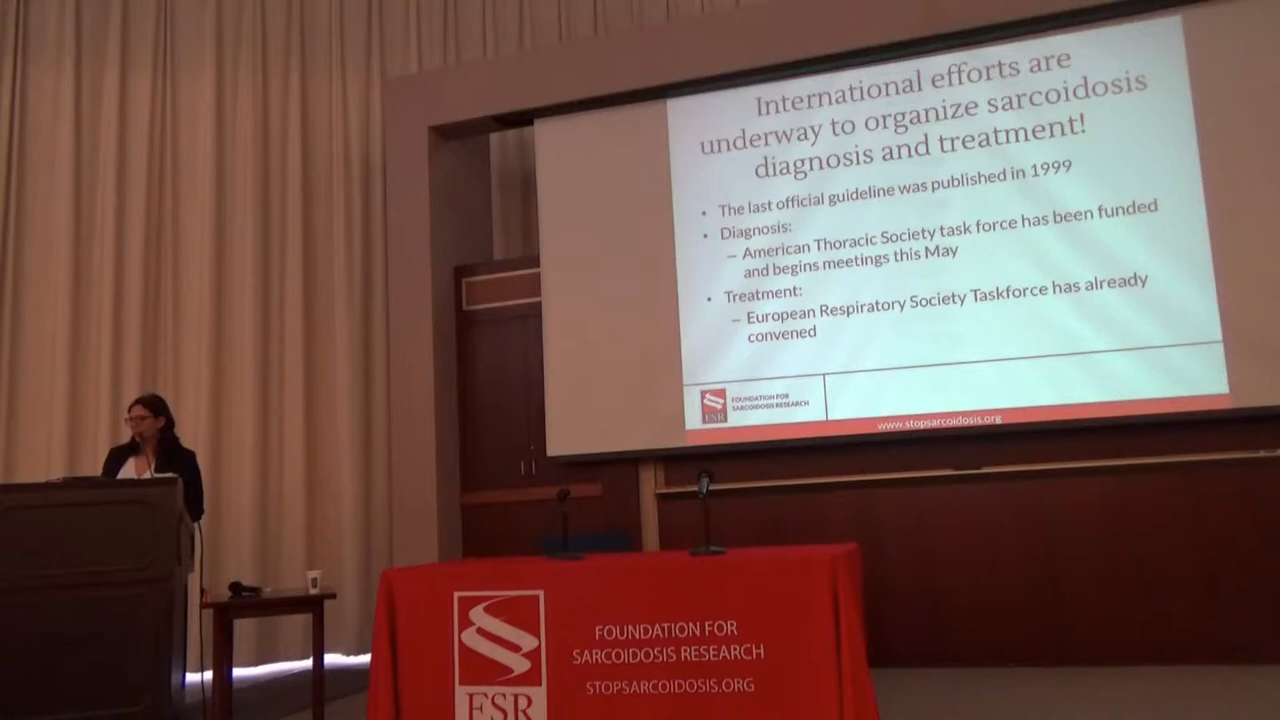 International efforts are
underway to organize sarcoidosis
diagnosis and treatment!
• The last official guideline was published in 1999
• Diagnosis:
– American Thoracic Society task force has been funded
and begins meetings this May
• Treatment:
– European Respiratory Society Taskforce has already
convened
FSR
FOUNDATION FOR
SARCOIDOSIS RESEARCH
www.stopsarcoidosis.org
FSR
FOUNDATION FOR
SARCOIDOSIS RESEARCH
STOPSARCOIDOSIS.ORG